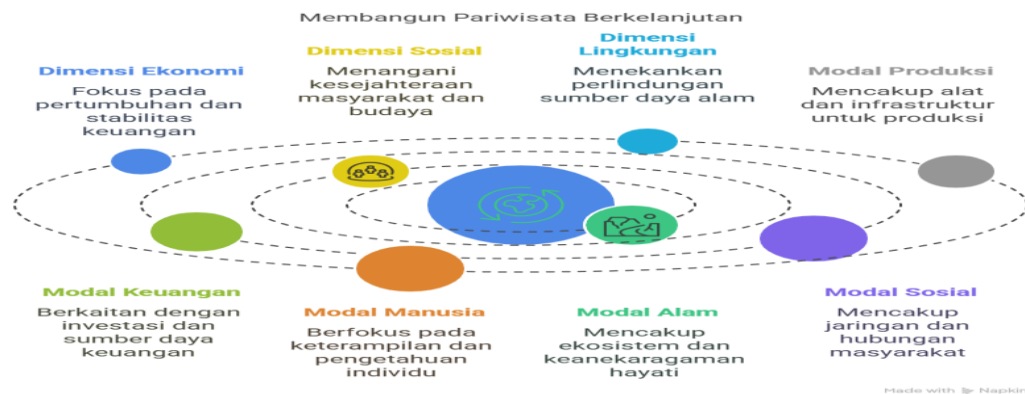 Membangun Pariwisata Berkelanjutan
Dimensi Ekonomi
Fokus pada
pertumbuhan dan
stabilitas
keuangan
Dimensi Sosial
Menangani
kesejahteraan
masyarakat dan
budaya
Dimensi
Lingkungan
Menekankan
perlindungan
sumber daya alam
Modal Produksi
Mencakup alat
dan infrastruktur
untuk produksi
Modal Keuangan
Berkaitan dengan
investasi dan
sumber daya
keuangan
Modal Manusia
Berfokus pada
keterampilan dan
pengetahuan
individu
Modal Alam
Mencakup
ekosistem dan
keanekaragaman
hayati
Modal Sosial
Mencakup
jaringan dan
hubungan
masyarakat
Made with Napkin